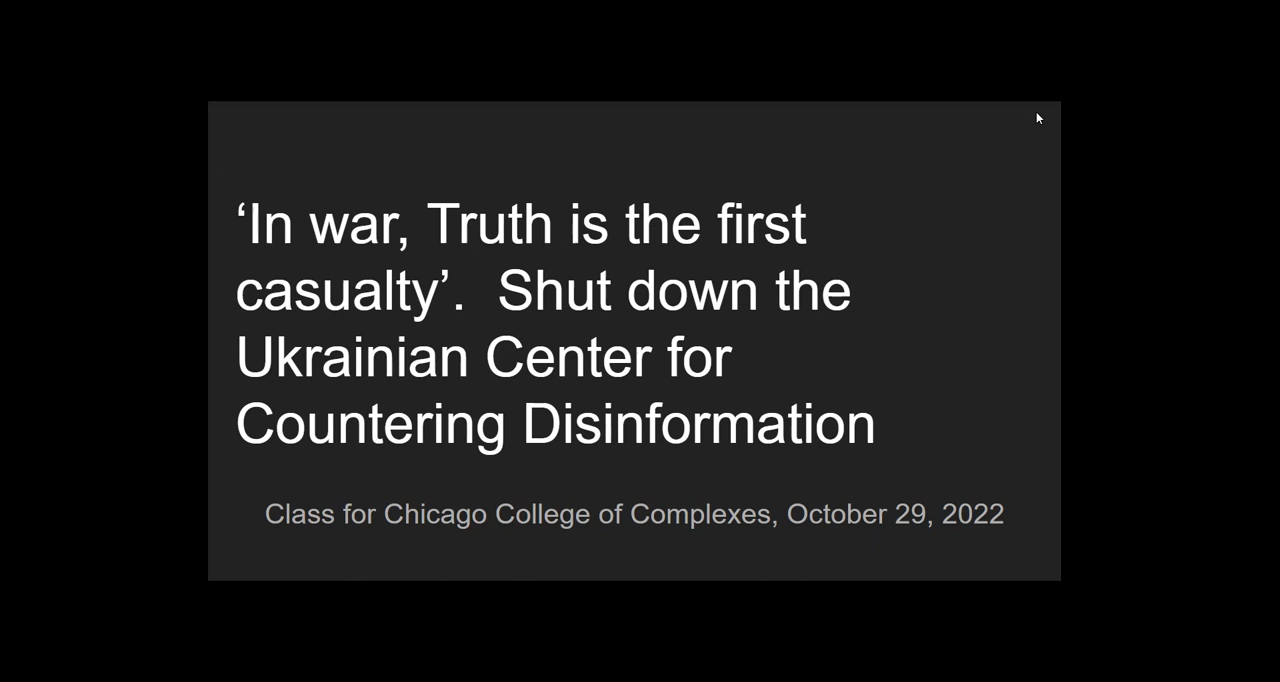 ‘In war, Truth is the first
casualty’.  Shut down the
Ukrainian Center for
Countering Disinformation
Class for Chicago College of Complexes, October 29, 2022